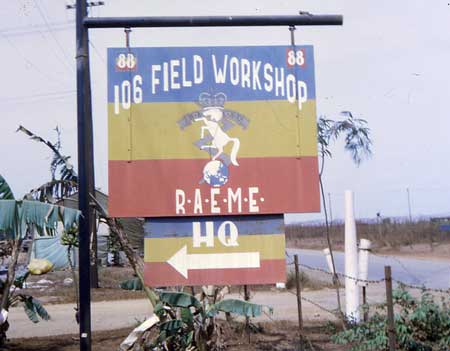 88 88
106 FIELD WORKSHOP
R·A·E·M·E·
HQ